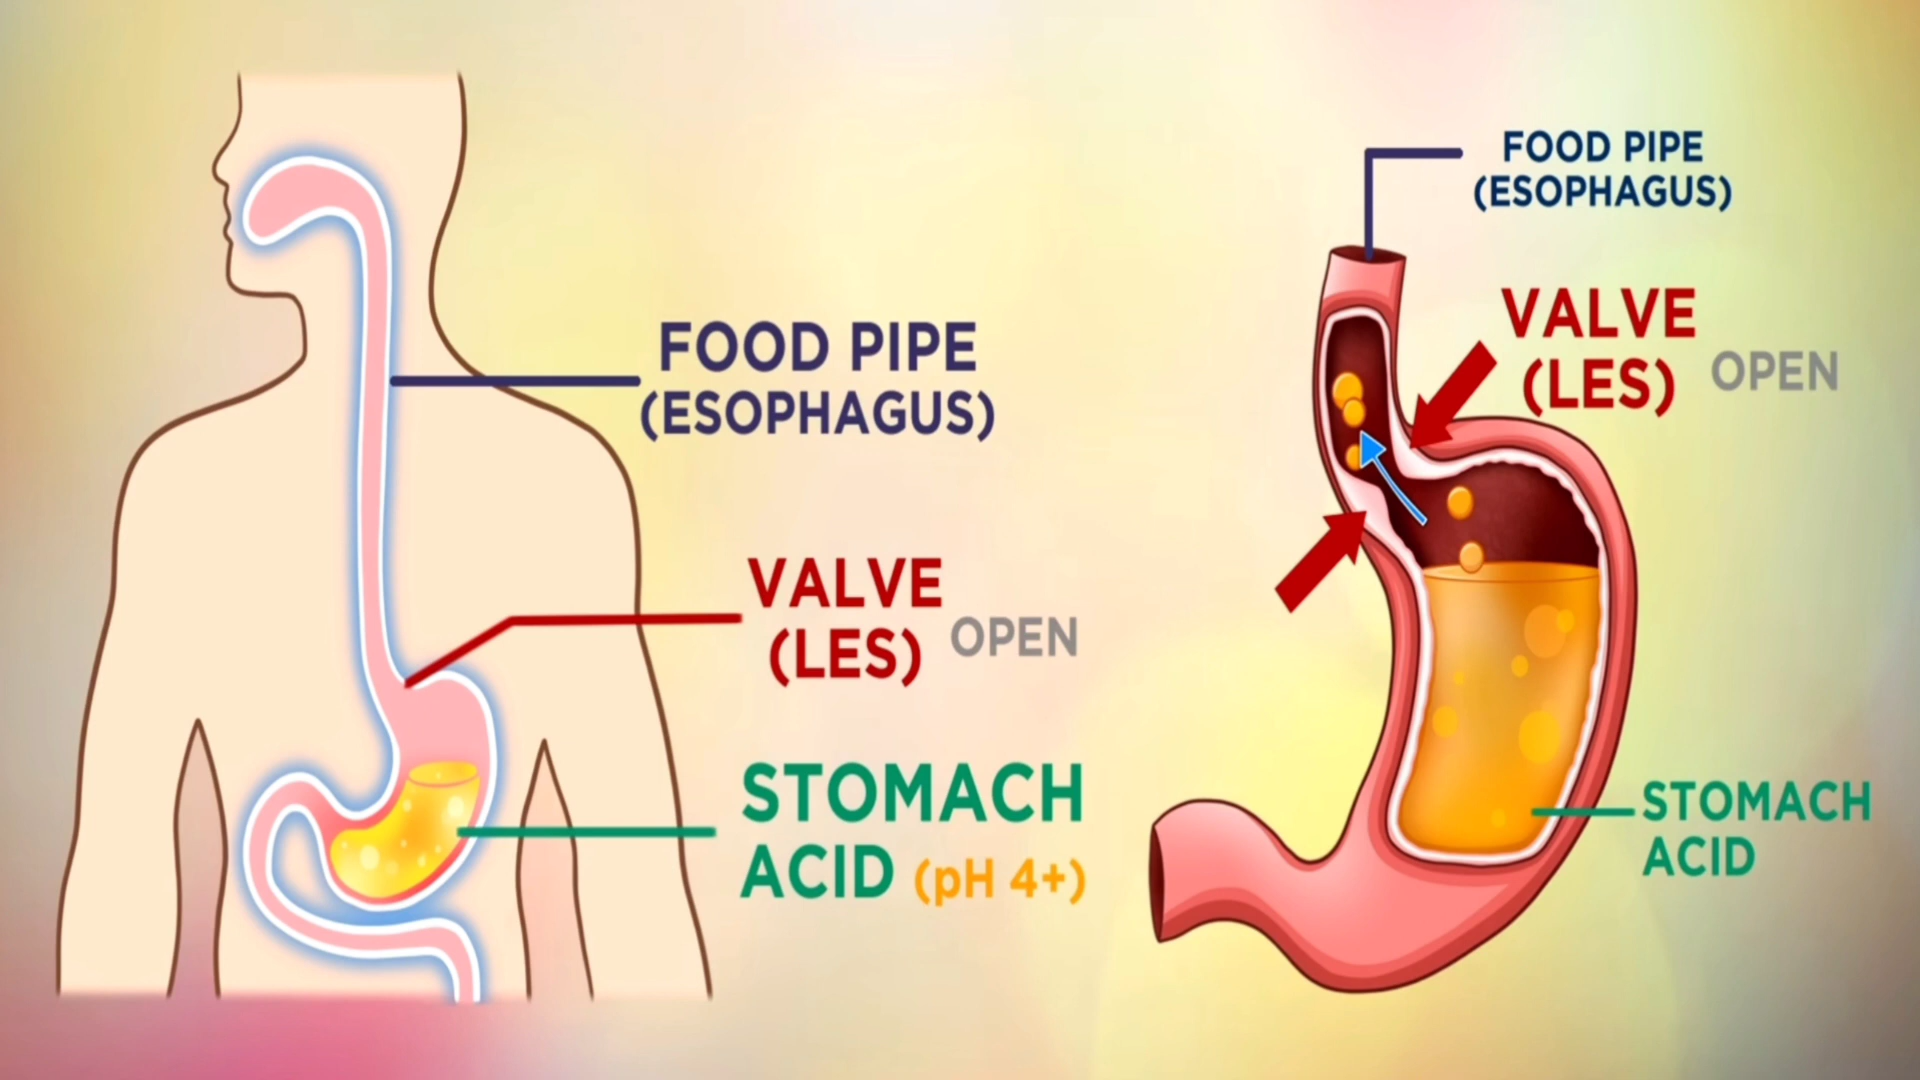 FOOD PIPE
(ESOPHAGUS)
VALVE
(LES) OPEN
STOMACH
ACID (pH 4+)
FOOD PIPE
(ESOPHAGUS)
VALVE
(LES) OPEN
STOMACH
ACID